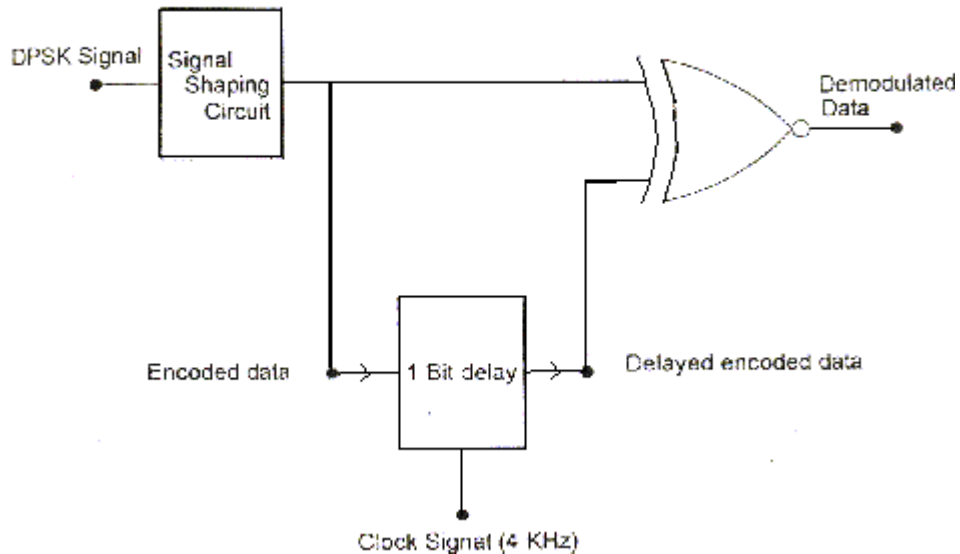 DPSK Signal
Signal
Shaping
Circuit
Demodulated
Data
Encoded data
1 Bit delay
Delayed encoded data
Clock Signal (4 KHz)